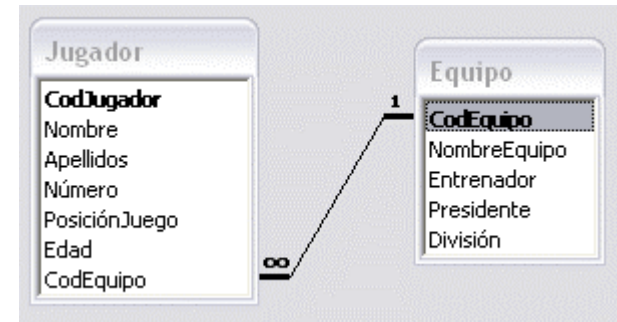 Jugador
CodJugador
Nombre
Apellidos
Número
PosiciónJuego
Edad
CodEquipo
∞
1
Equipo
CodEquipo
NombreEquipo
Entrenador
Presidente
División